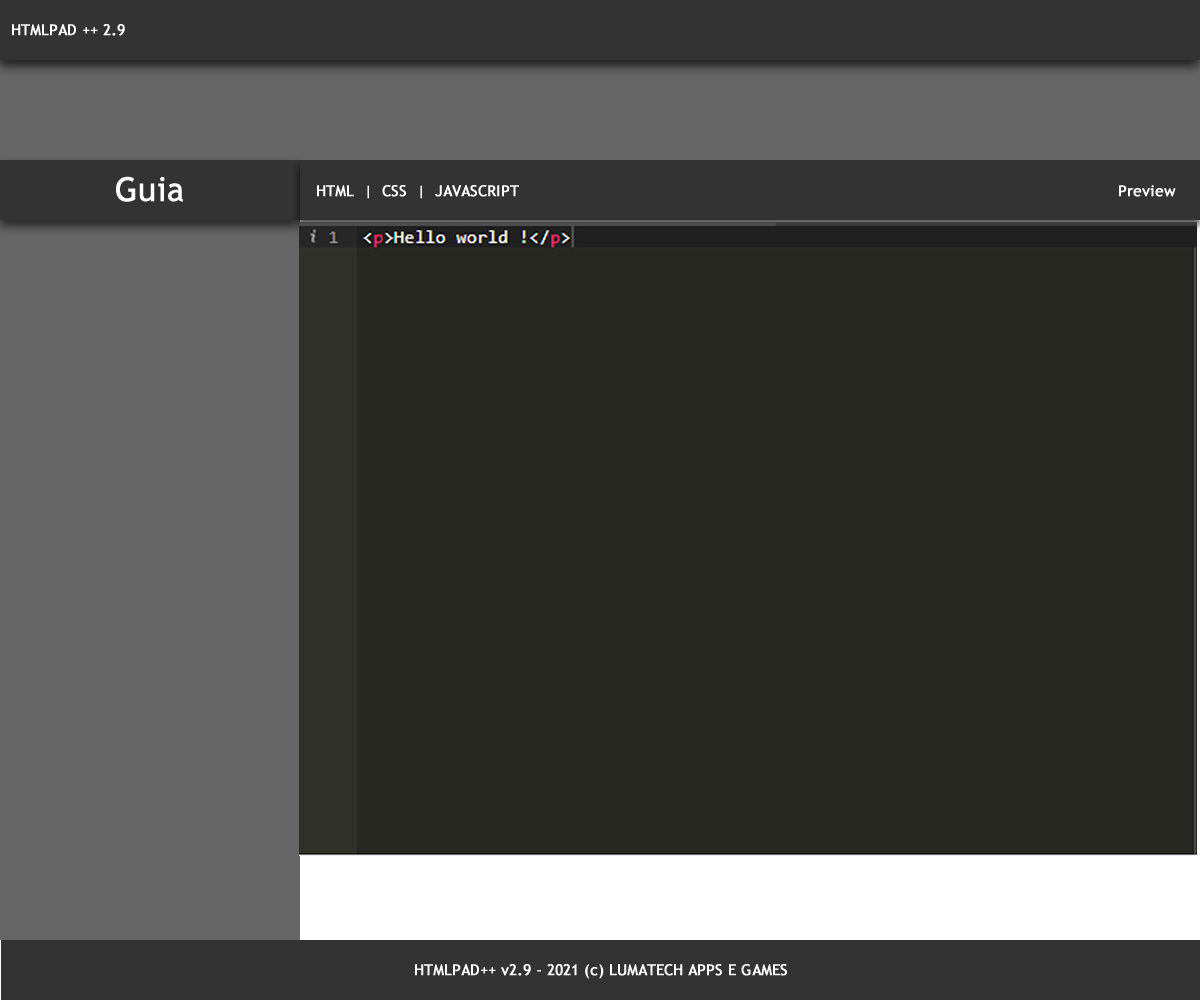 HTMLPAD ++ 2.9
Guia
HTML | CSS | JAVASCRIPT
Preview
i 1 <p>Hello world !</p>
HTMLPAD++ v2.9 - 2021 (c) LUMATECH APPS E GAMES